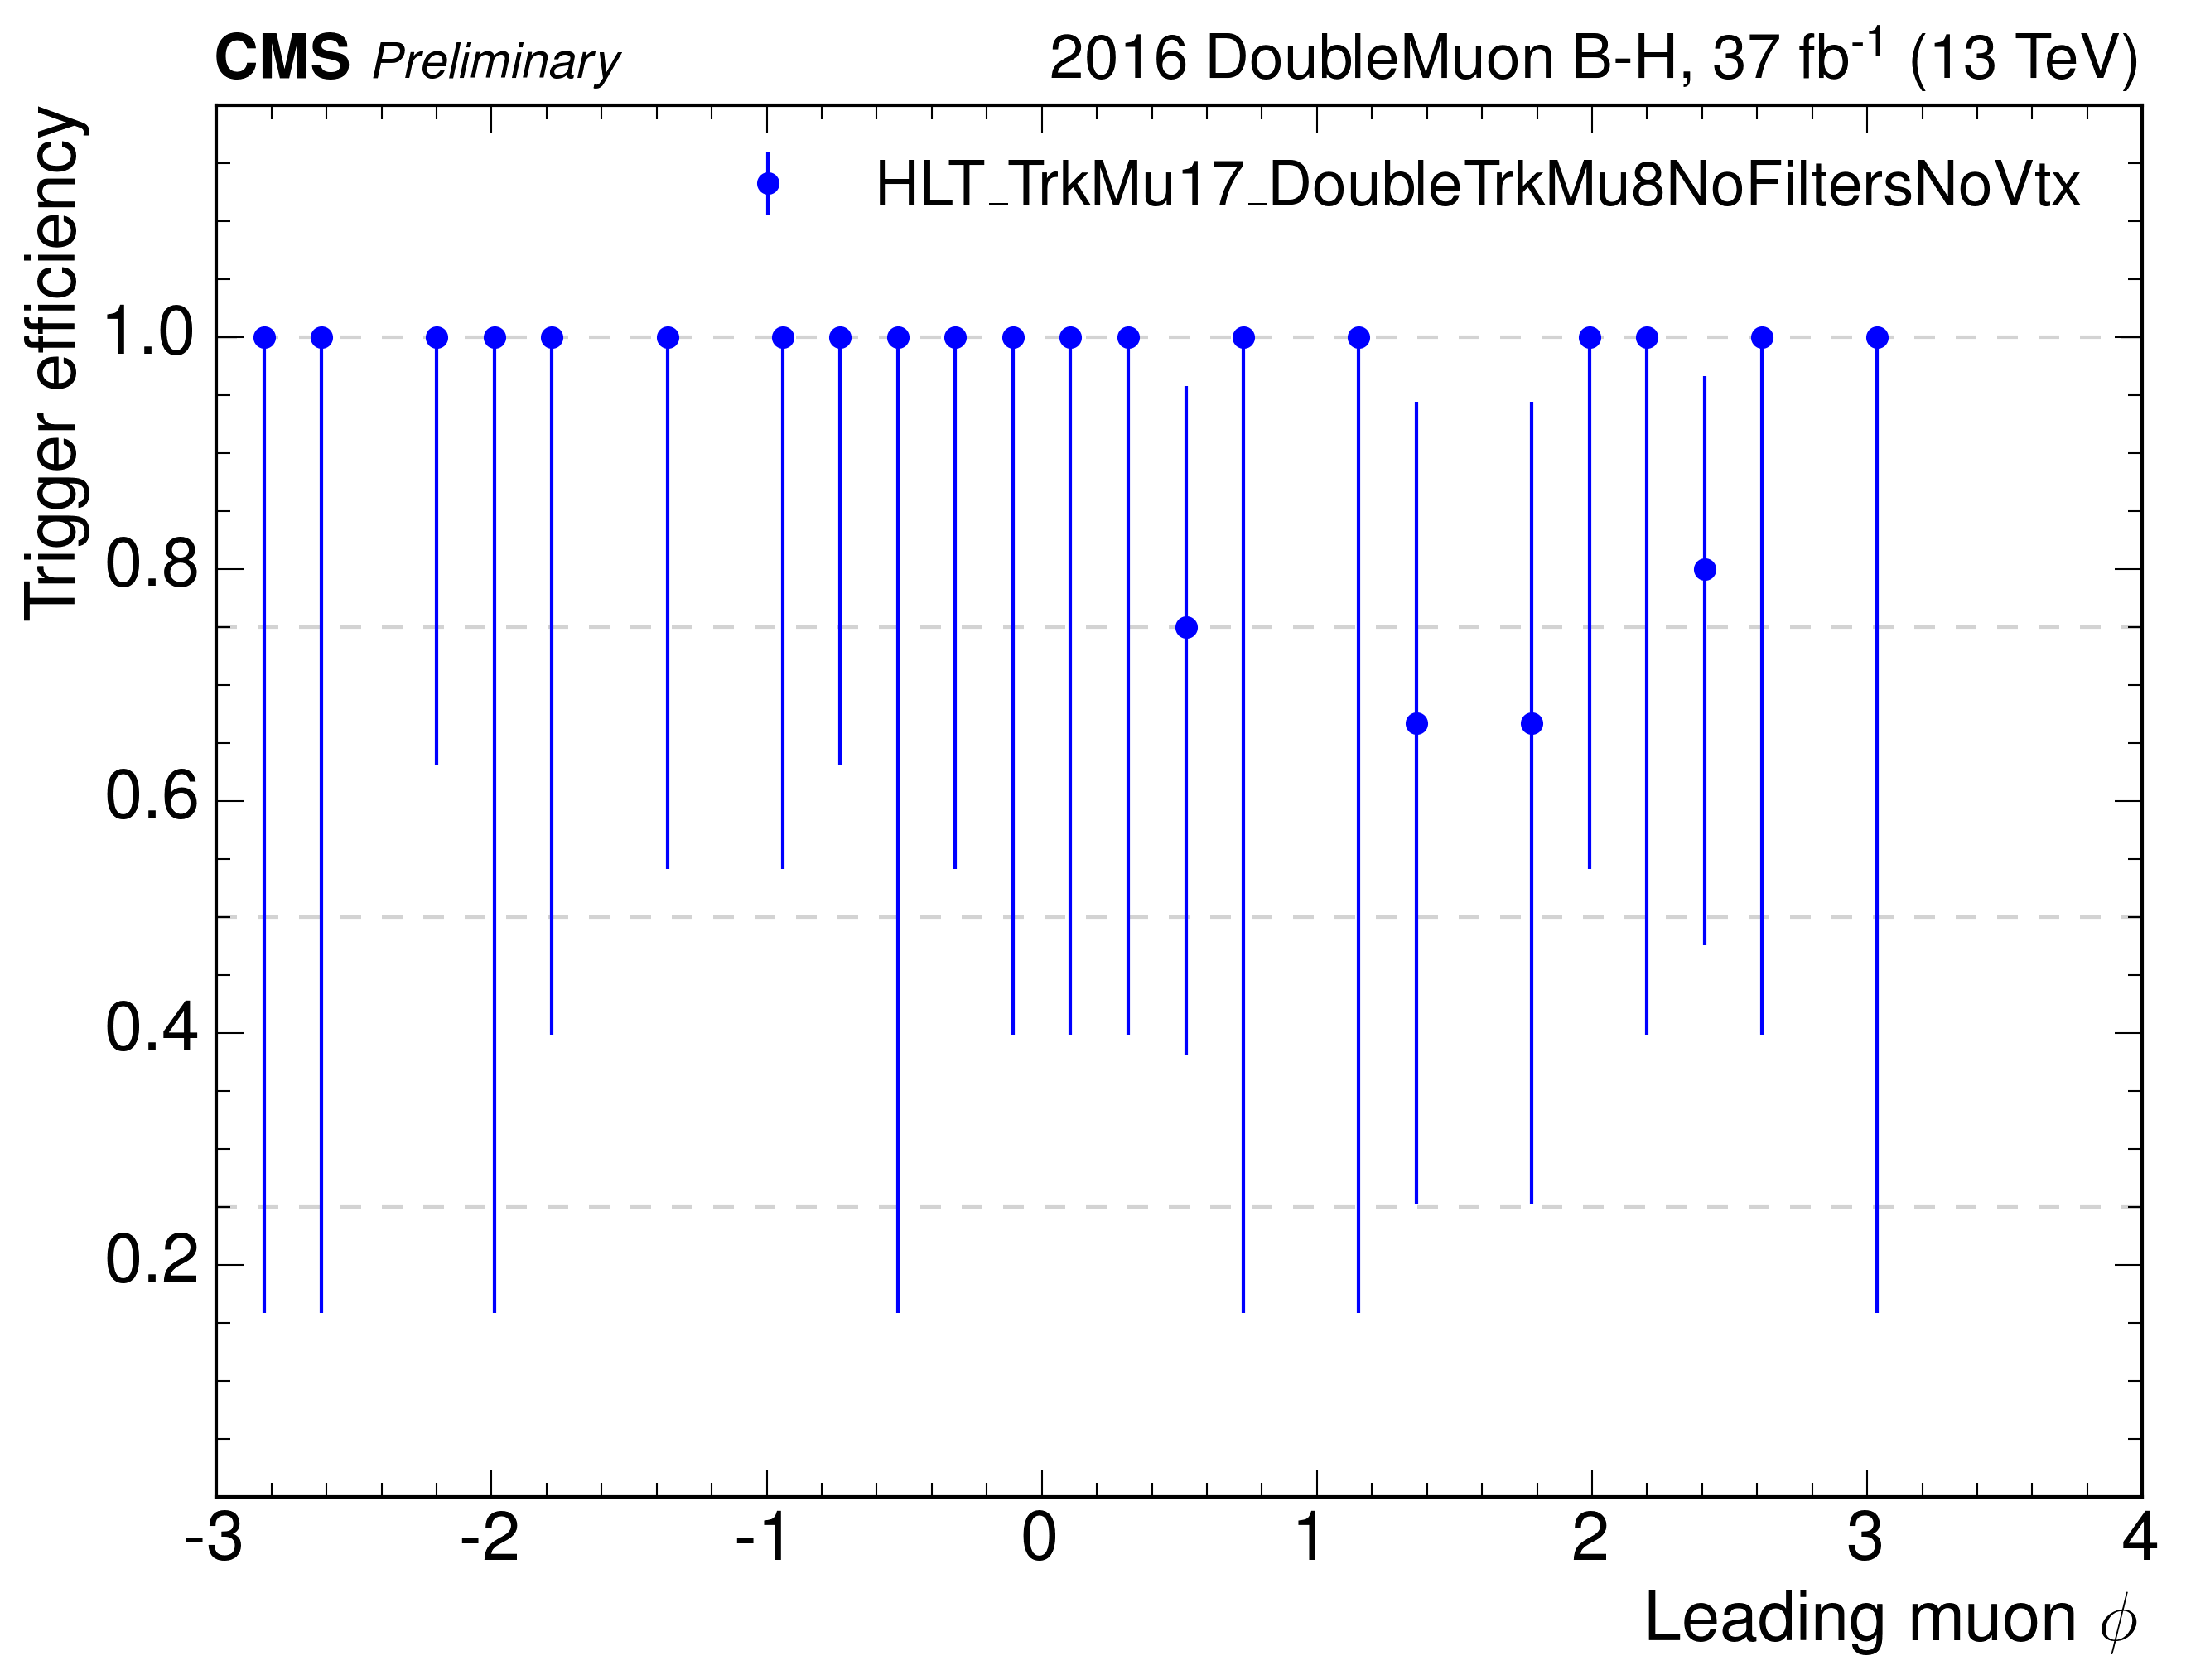 CMS Preliminary 2016 DoubleMuon B-H, 37 fb⁻¹ (13 TeV)
Trigger efficiency
HLT_TrkMu17_DoubleTrkMu8NoFiltersNoVtx
1.0
0.8
0.6
0.4
0.2
-3 -2 -1 0 1 2 3 4
Leading muon ϕ